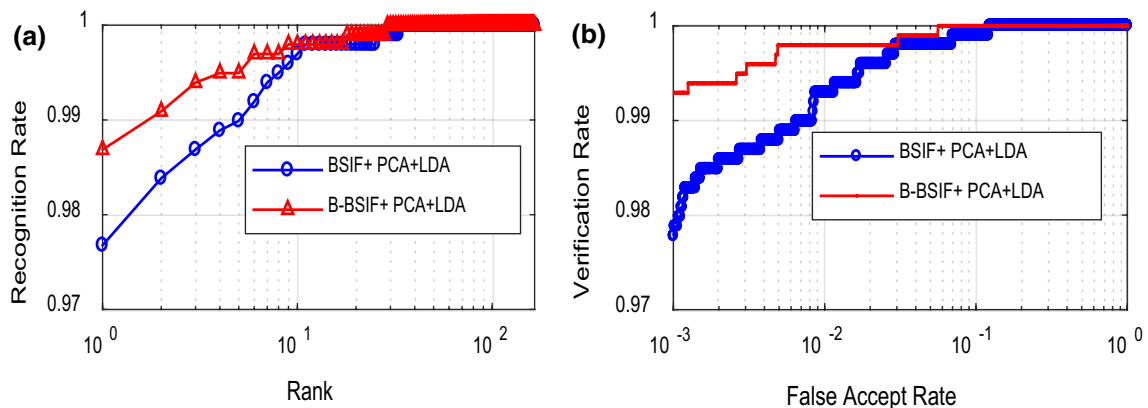 (a)
Recognition Rate
1
0.99
0.98
0.97
BSIF+ PCA+LDA
B-BSIF+ PCA+LDA
10^0
10^1
10^2
Rank
(b)
Verification Rate
1
0.99
0.98
0.97
BSIF+ PCA+LDA
B-BSIF+ PCA+LDA
10^-3
10^-2
10^-1
10^0
False Accept Rate